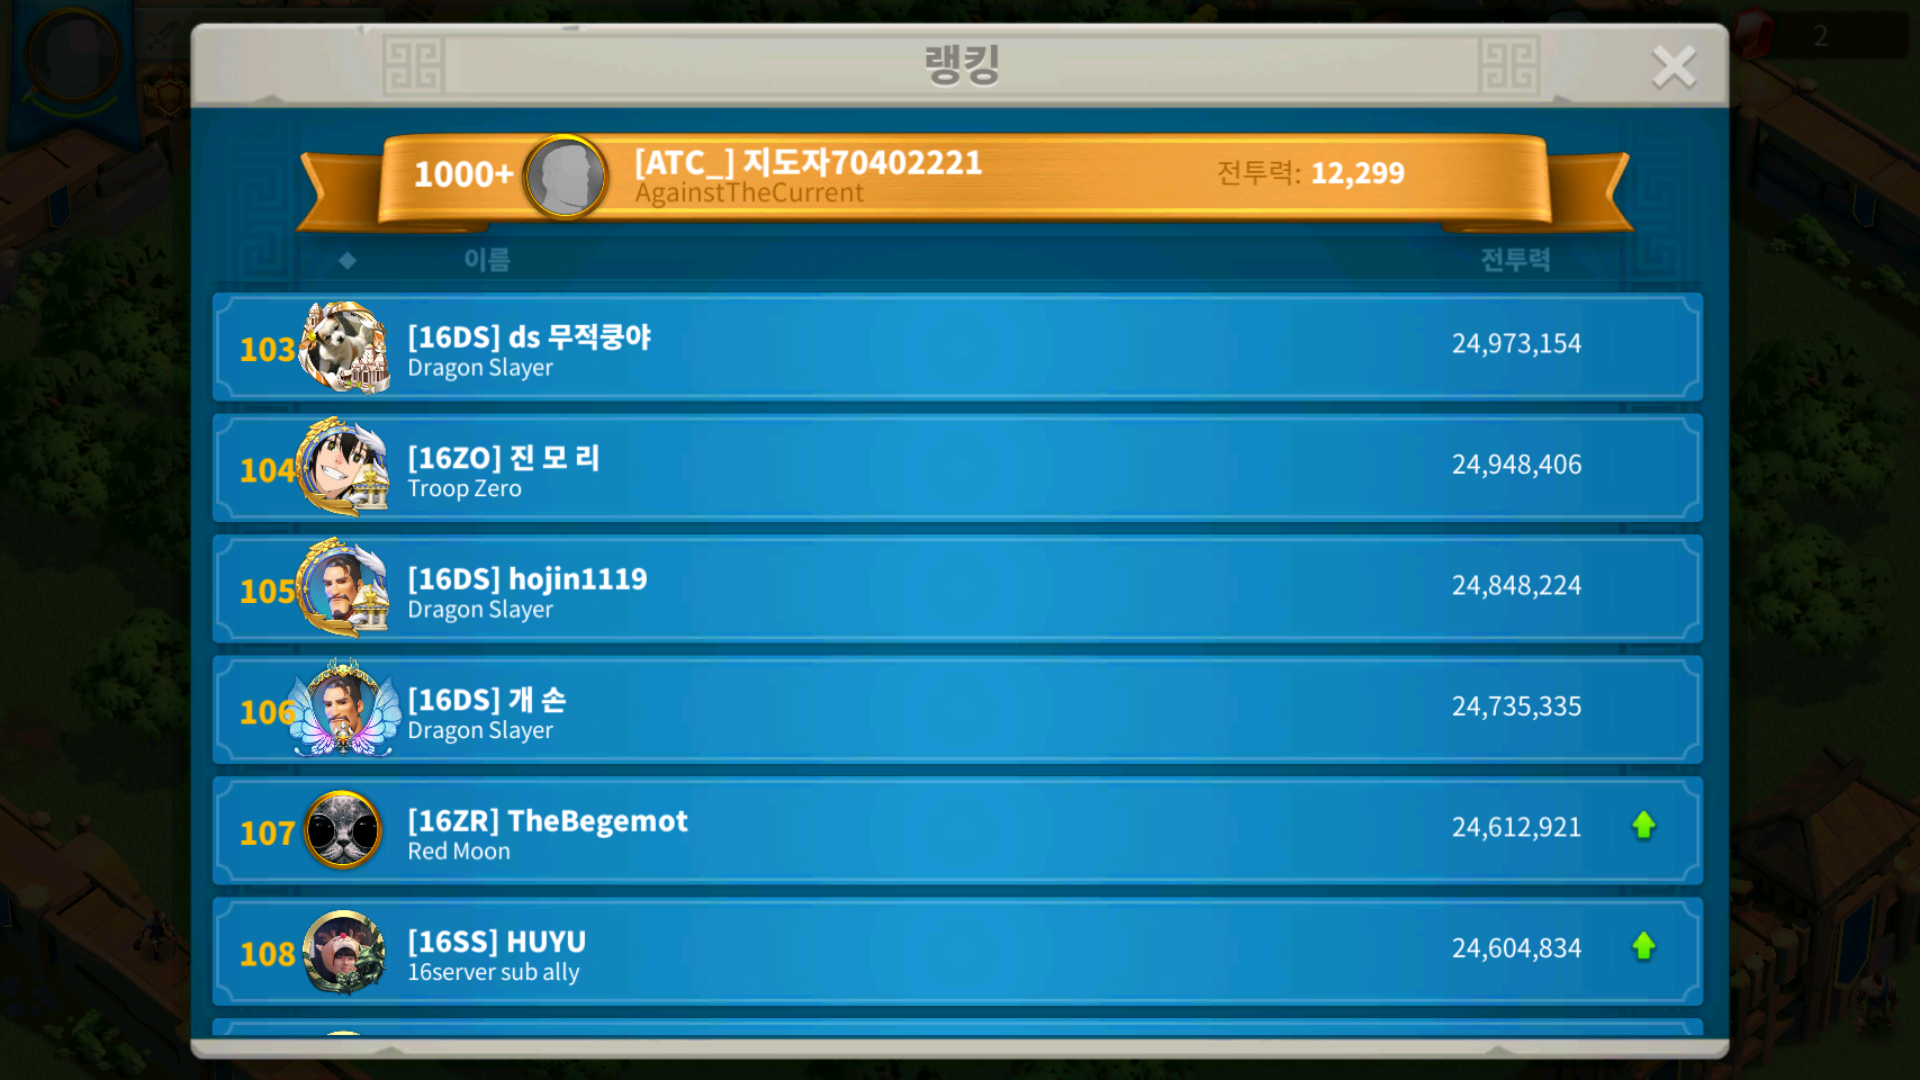 2
랭킹
1000+
[ATC_] 지도자70402221
AgainstTheCurrent
전투력: 12,299
이름
전투력
103
[16DS] ds 무적쿵야
Dragon Slayer
24,973,154
104
[16ZO] 진 모 리
Troop Zero
24,948,406
105
[16DS] hojin1119
Dragon Slayer
24,848,224
106
[16DS] 개 손
Dragon Slayer
24,735,335
107
[16ZR] TheBegemot
Red Moon
24,612,921
108
[16SS] HUYU
16server sub ally
24,604,834